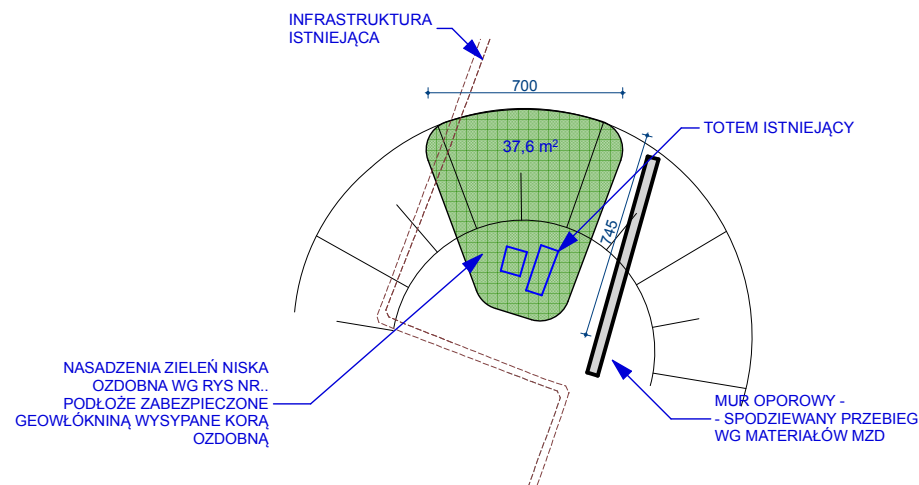 INFRASTRUKTURA
ISTNIEJĄCA
700
TOTEM ISTNIEJĄCY
37,6 m²
745
NASADZENIA ZIELEŃ NISKA
OZDOBNA WG RYS NR..
PODŁOŻE ZABEZPIECZONE
GEOWŁÓKNINĄ WYSYPANE KORĄ
OZDOBNĄ
MUR OPOROWY -
- SPODZIEWANY PRZEBIEG
WG MATERIAŁÓW MZD